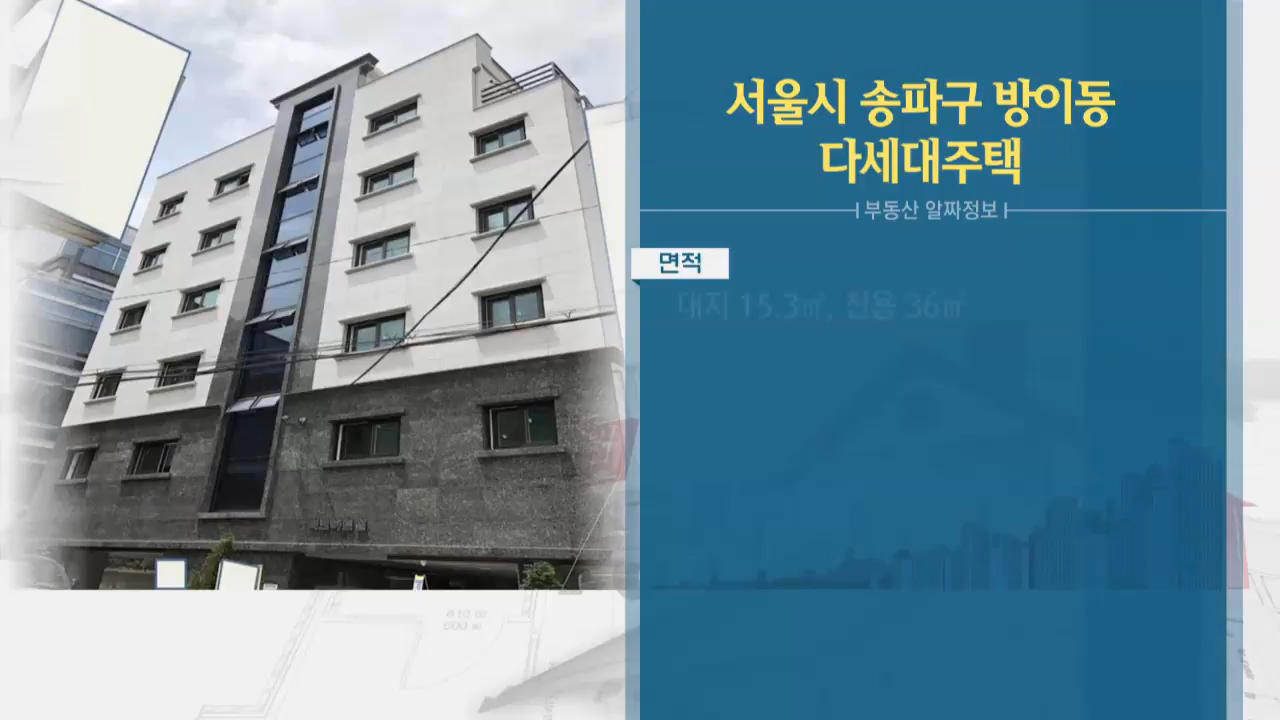 서울시 송파구 방이동
다세대주택
부동산 알짜정보
면적
대지 15.3㎡, 전용 36㎡